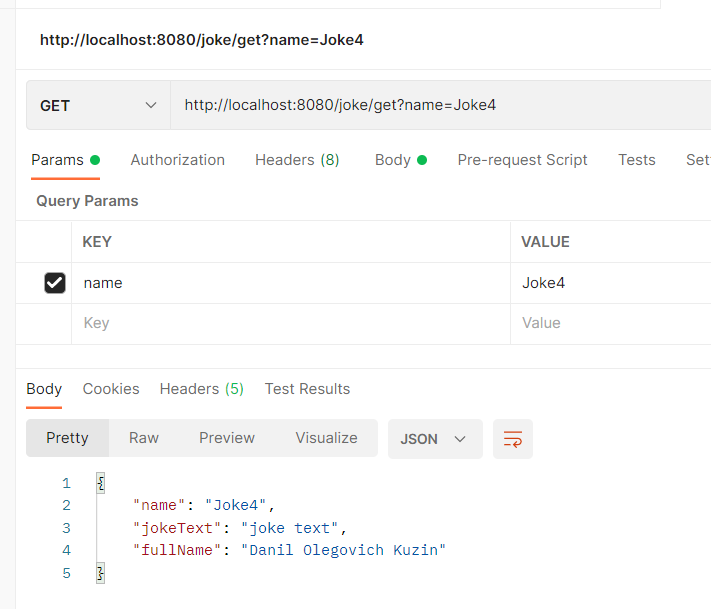 http://localhost:8080/joke/get?name=Joke4
GET http://localhost:8080/joke/get?name=Joke4
Params Authorization Headers (8) Body Pre-request Script Tests Set
Query Params
KEY VALUE
name Joke4
Key Value
Body Cookies Headers (5) Test Results
Pretty Raw Preview Visualize JSON
1 {
2 "name": "Joke4",
3 "jokeText": "joke text",
4 "fullName": "Danil Olegovich Kuzin"
5 }